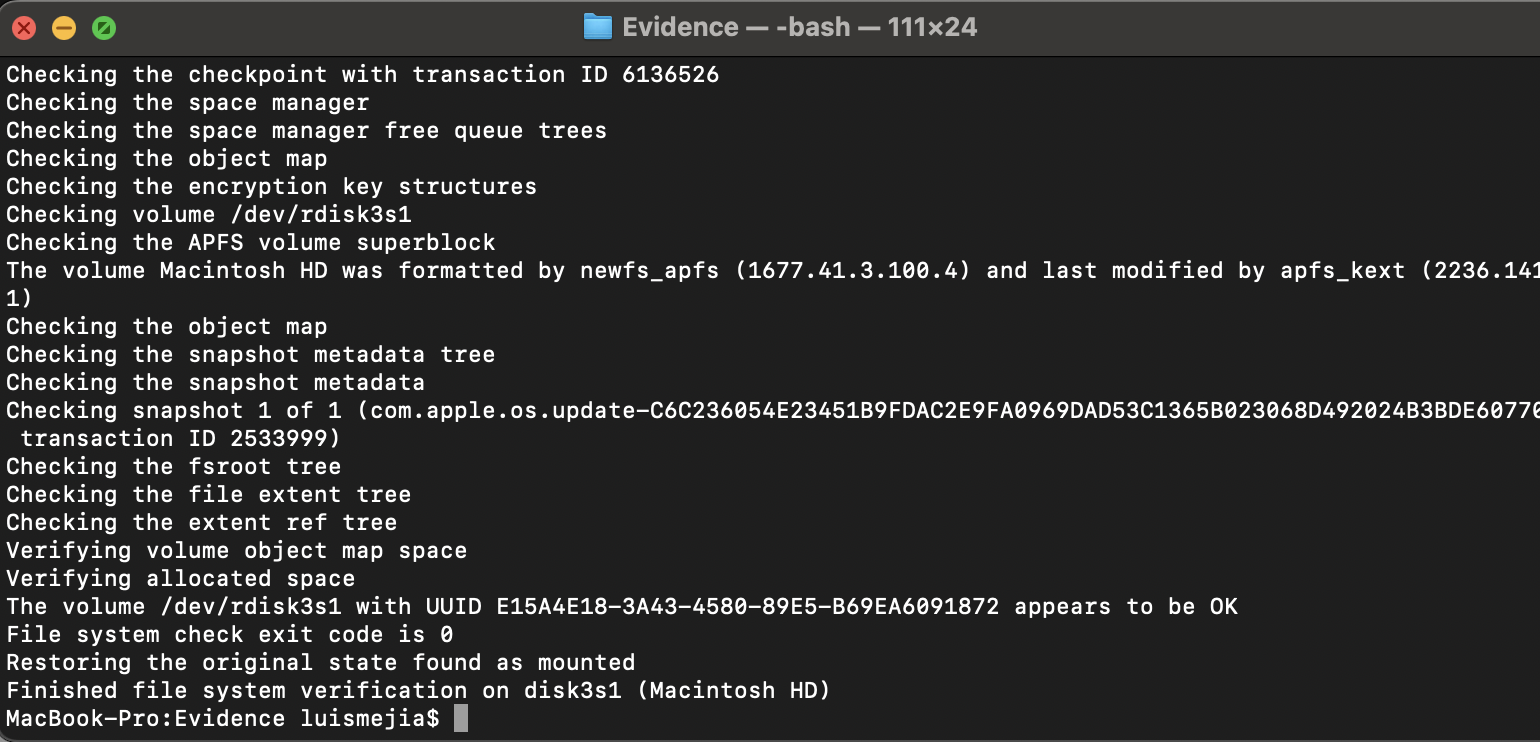 Evidence — -bash — 111×24
Checking the checkpoint with transaction ID 6136526
Checking the space manager
Checking the space manager free queue trees
Checking the object map
Checking the encryption key structures
Checking volume /dev/rdisk3s1
Checking the APFS volume superblock
The volume Macintosh HD was formatted by newfs_apfs (1677.41.3.100.4) and last modified by apfs_kext (2236.141
1)
Checking the object map
Checking the snapshot metadata tree
Checking the snapshot metadata
Checking snapshot 1 of 1 (com.apple.os.update-C6C236054E23451B9FDAC2E9FA0969DAD53C1365B023068D492024B3BDE60770
transaction ID 2533999)
Checking the fsroot tree
Checking the file extent tree
Checking the extent ref tree
Verifying volume object map space
Verifying allocated space
The volume /dev/rdisk3s1 with UUID E15A4E18-3A43-4580-89E5-B69EA6091872 appears to be OK
File system check exit code is 0
Restoring the original state found as mounted
Finished file system verification on disk3s1 (Macintosh HD)
MacBook-Pro:Evidence luismejia$